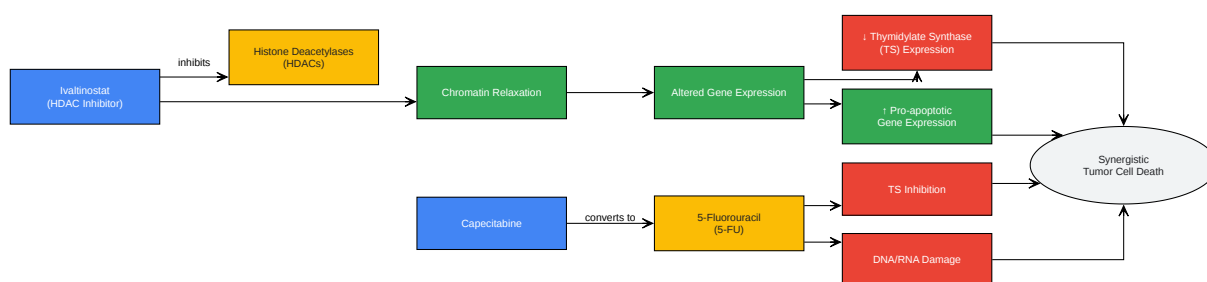 Ivaltinostat
(HDAC Inhibitor)
inhibits
Histone Deacetylases
(HDACs)
Chromatin Relaxation
Altered Gene Expression
↓ Thymidylate Synthase
(TS) Expression
↑ Pro-apoptotic
Gene Expression
Capecitabine
converts to
5-Fluorouracil
(5-FU)
TS Inhibition
DNA/RNA Damage
Synergistic
Tumor Cell Death